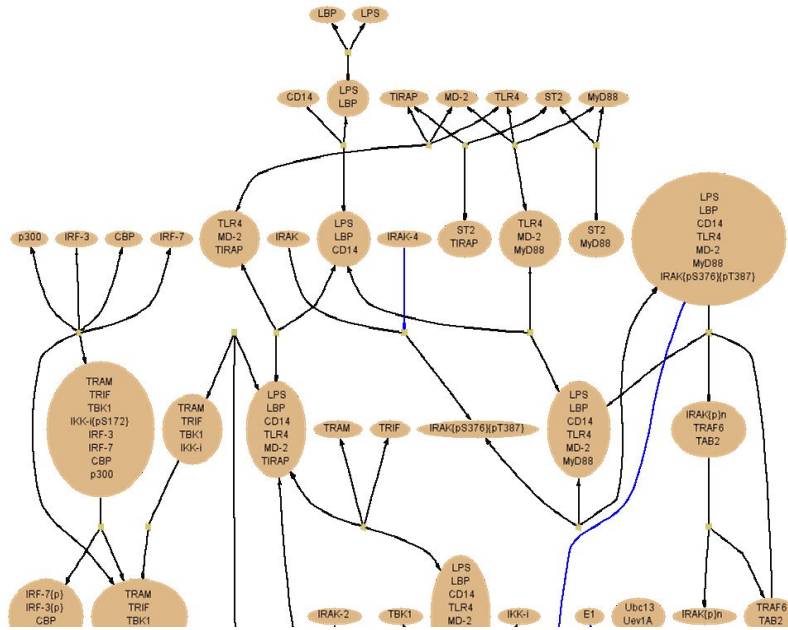 LBP
LPS
CD14
LPS
LBP
TIRAP
MD-2
TLR4
ST2
MyD88
p300
IRF-3
CBP
IRF-7
TLR4
MD-2
TIRAP
IRAK
LPS
LBP
CD14
IRAK-4
ST2
TIRAP
TLR4
MD-2
MyD88
ST2
MyD88
LPS
LBP
CD14
TLR4
MD-2
MyD88
IRAK{pS376}{pT387}
TRAM
TRIF
TBK1
IKK-i{pS172}
IRF-3
IRF-7
CBP
p300
TRAM
TRIF
TBK1
IKK-i
LPS
LBP
CD14
TLR4
MD-2
TIRAP
TRAM
TRIF
IRAK{pS376}{pT387}
LPS
LBP
CD14
TLR4
MD-2
MyD88
IRAK{p}n
TRAF6
TAB2
IRF-7{p}
IRF-3{p}
CBP
TRAM
TRIF
TBK1
IRAK-2
TBK1
LPS
LBP
CD14
TLR4
MD-2
IKK-i
E1
Ubc13
Uev1A
IRAK{p}n
TRAF6
TAB2